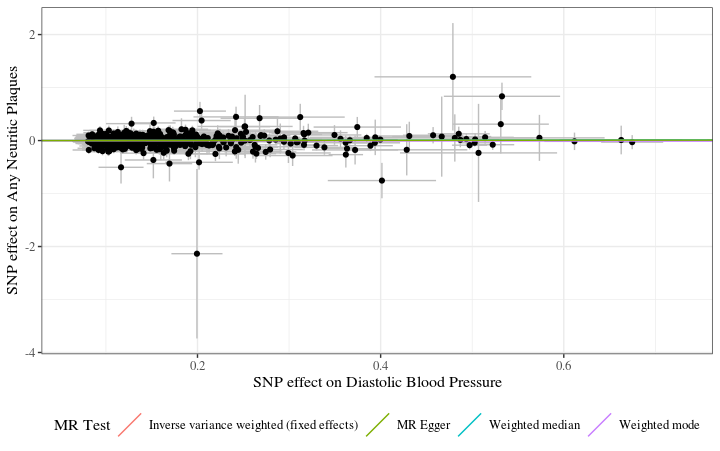 SNP effect on Any Neuritic Plaques
2
0
-2
-4
0.2 0.4 0.6
SNP effect on Diastolic Blood Pressure
MR Test Inverse variance weighted (fixed effects) MR Egger Weighted median Weighted mode